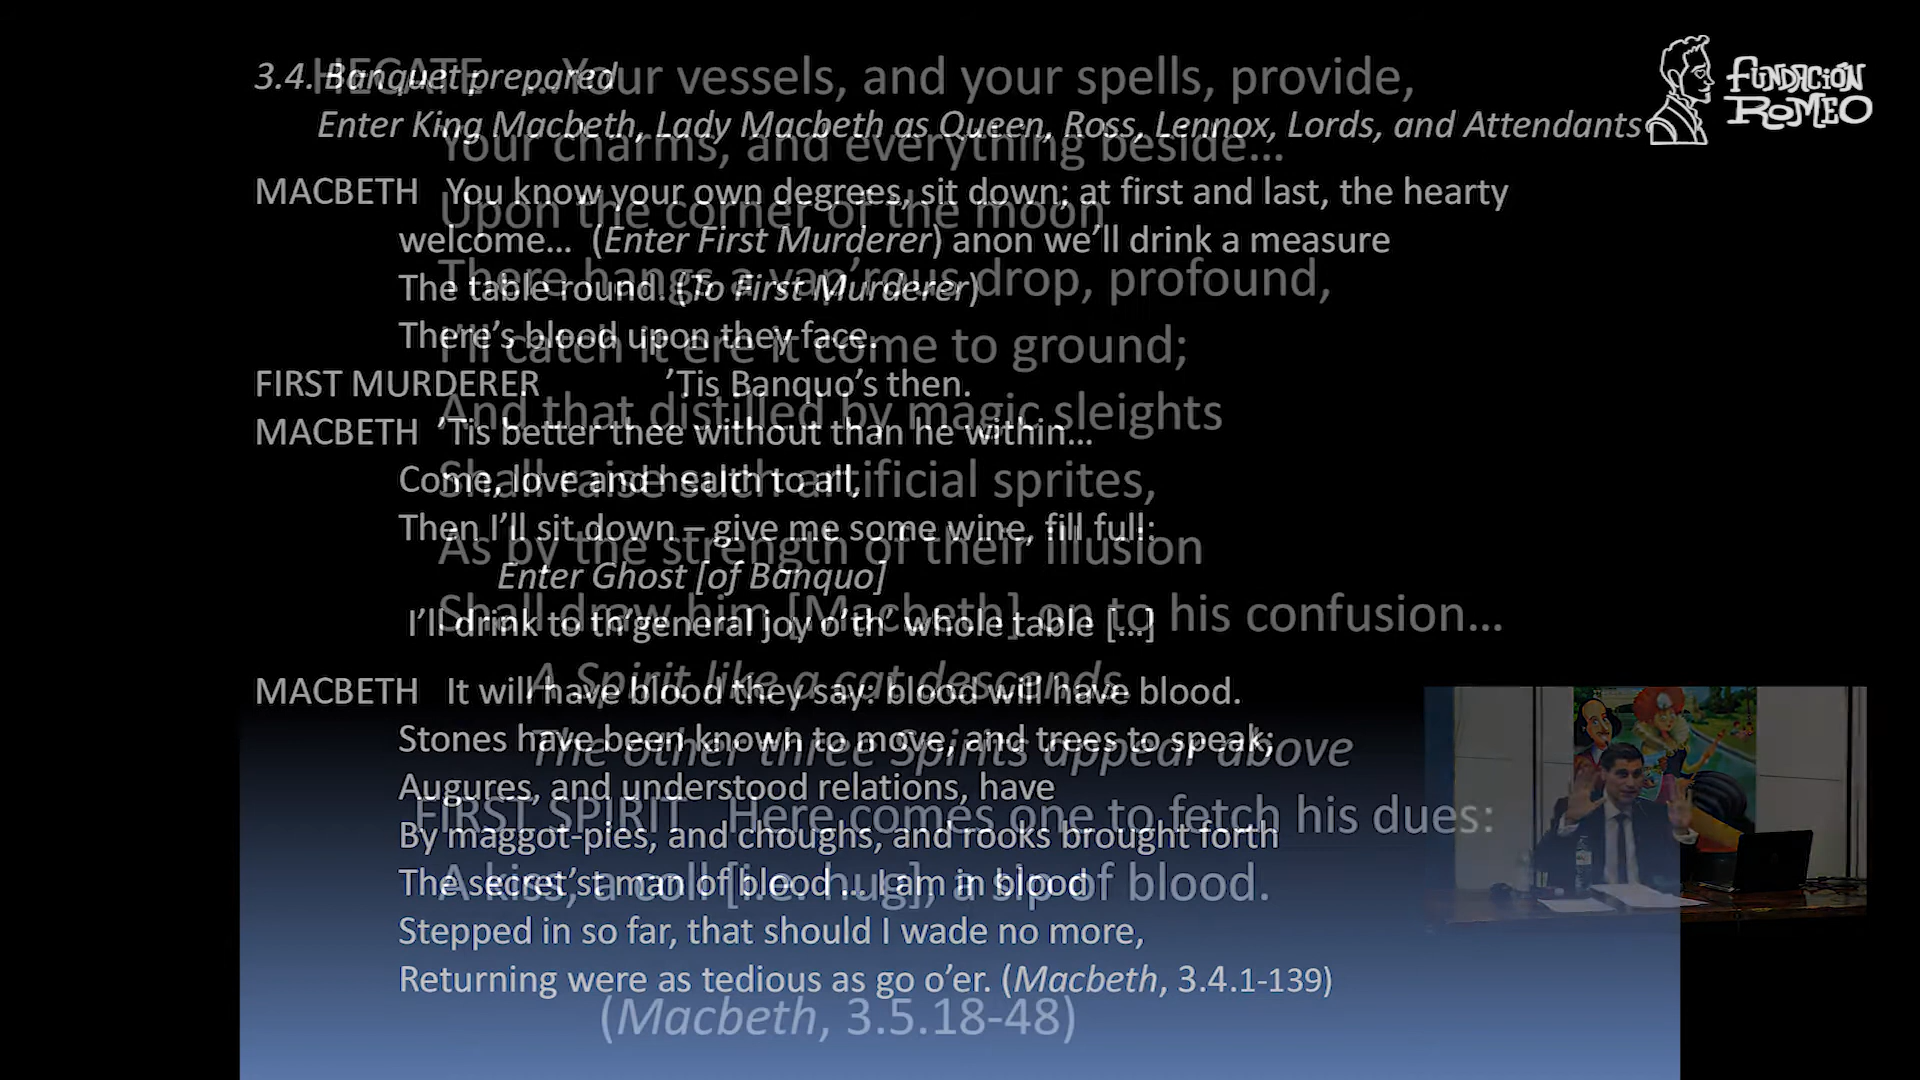 3.4. Banquet prepared
Enter King Macbeth, Lady Macbeth as Queen, Ross, Lennox, Lords, and Attendants
MACBETH You know your own degrees, sit down; at first and last, the hearty
welcome… (Enter First Murderer) anon we’ll drink a measure
The table round. (To First Murderer)
There’s blood upon they face.
FIRST MURDERER ’Tis Banquo’s then.
MACBETH ’Tis better thee without than he within…
Come, love and health to all,
Then I’ll sit down – give me some wine, fill full:
Enter Ghost [of Banquo]
I’ll drink to th’general joy o’th’ whole table […]
MACBETH It will have blood they say: blood will have blood.
Stones have been known to move, and trees to speak;
Augures, and understood relations, have
By maggot-pies, and choughs, and rooks brought forth
The secret’st man of blood … I am in blood
Stepped in so far, that should I wade no more,
Returning were as tedious as go o’er. (Macbeth, 3.4.1-139)
HECATE …Your vessels, and your spells, provide,
Your charms, and everything beside…
Upon the corner of the moon
There hangs a vap’rous drop, profound,
I’ll catch it ere it come to ground;
And that distilled by magic sleights
Shall raise such artificial sprites,
As by the strength of their illusion
Shall draw him [Macbeth] on to his confusion…
A Spirit like a cat descends.
The other three Spirits appear above
FIRST SPIRIT Here comes one to fetch his dues:
A kiss, a coll [i.e. hug], a sip of blood.
(Macbeth, 3.5.18-48)
FUNDACIÓN
ROMEO